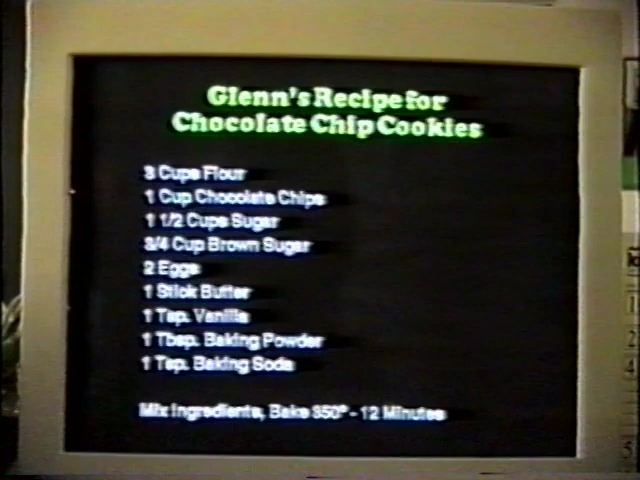 Glenn's Recipe for
Chocolate Chip Cookies
3 Cups Flour
1 Cup Chocolate Chips
1 1/2 Cups Sugar
3/4 Cup Brown Sugar
2 Eggs
1 Stick Butter
1 Tsp. Vanilla
1 Tbsp. Baking Powder
1 Tsp. Baking Soda
Mix Ingredients, Bake 350° - 12 Minutes